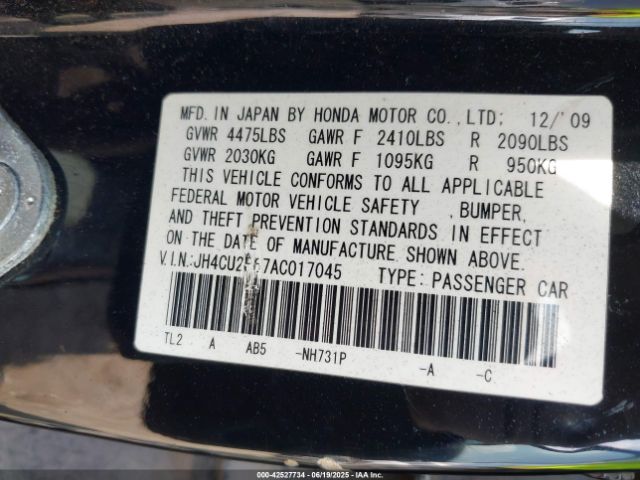 MFD. IN JAPAN BY HONDA MOTOR CO., LTD; 12/'09
GVWR 4475LBS GAWR F 2410LBS R 2090LBS
GVWR 2030KG GAWR F 1095KG R 950KG
THIS VEHICLE CONFORMS TO ALL APPLICABLE
FEDERAL MOTOR VEHICLE SAFETY , BUMPER,
AND THEFT PREVENTION STANDARDS IN EFFECT
ON THE DATE OF MANUFACTURE SHOWN ABOVE.
V.I.N.: TYPE: PASSENGER CAR
TL2 A AB5 -NH731P -A -C
000-42527734 - 06/19/2025 - IAAI.COM